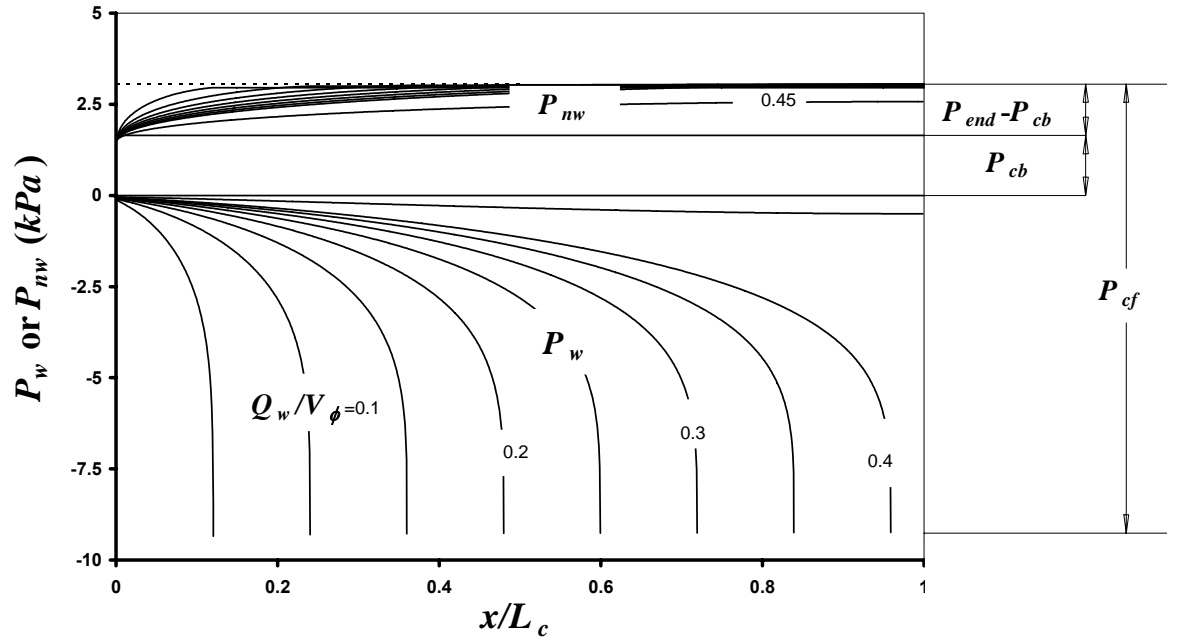 5
2.5
0
-2.5
-5
-7.5
-10
P_w or P_nw (kPa)
P_nw
0.45
P_end-P_cb
P_cb
P_cf
P_w
Q_w/V_ϕ=0.1
0.2
0.3
0.4
0 0.2 0.4 0.6 0.8 1
x/L_c